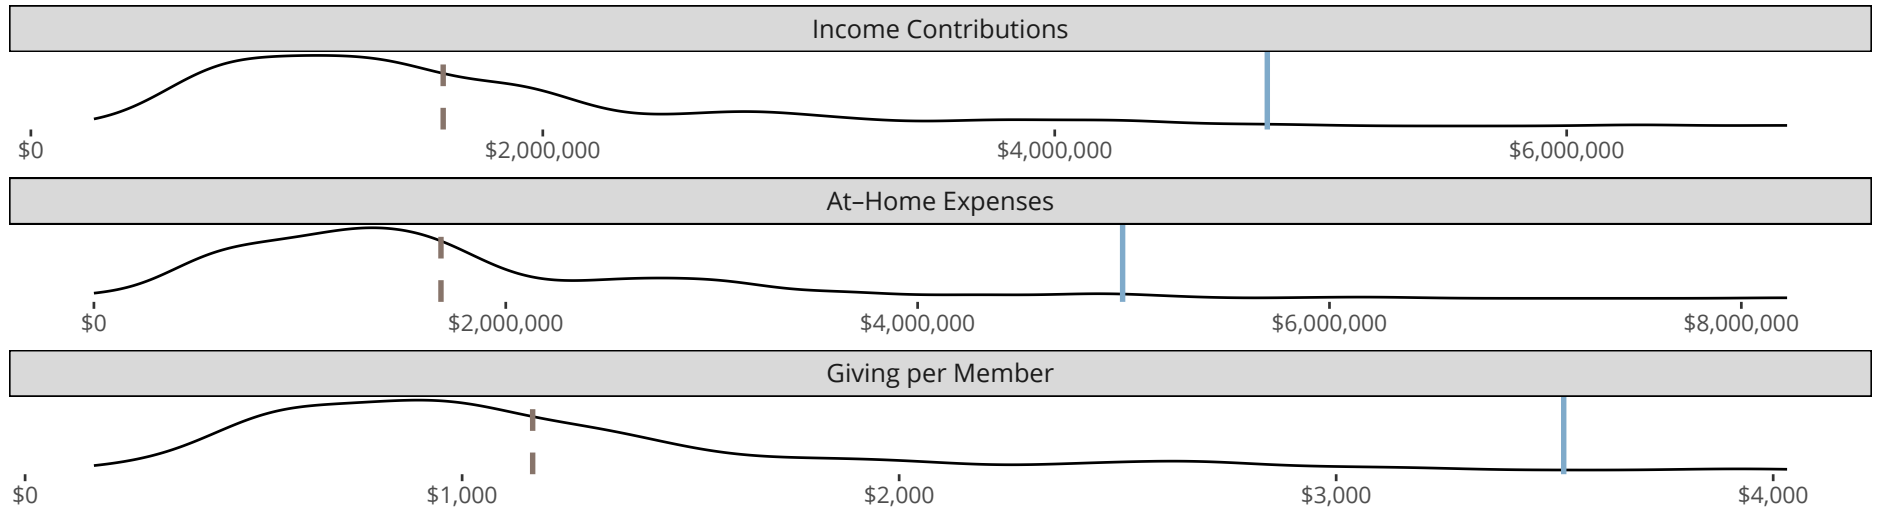 Income Contributions
$0 $2,000,000 $4,000,000 $6,000,000
At–Home Expenses
$0 $2,000,000 $4,000,000 $6,000,000 $8,000,000
Giving per Member
$0 $1,000 $2,000 $3,000 $4,000